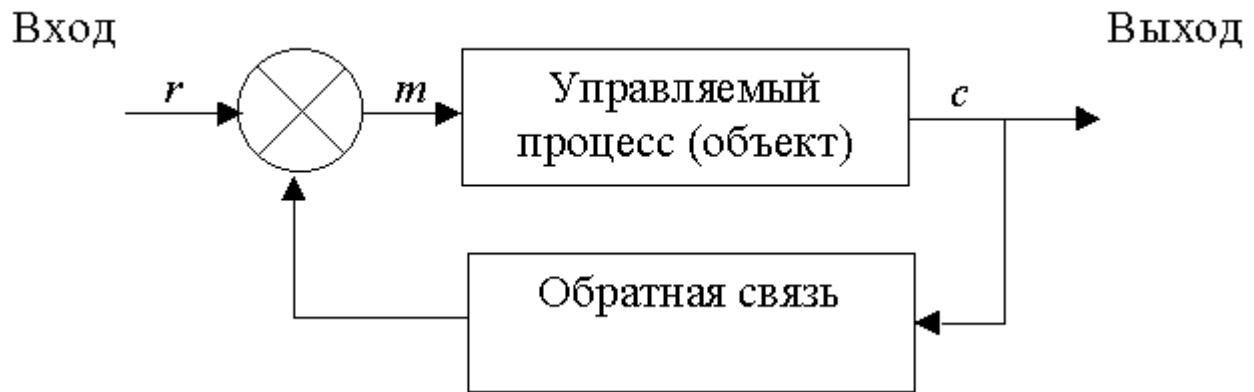 Вход
Выход
r
m
Управляемый
процесс (объект)
c
Обратная связь